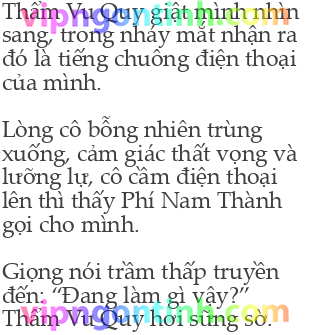 Thẩm Vu Quy giật mình nhìn
sang, trong nháy mắt nhận ra
đó là tiếng chuông điện thoại
của mình.
Lòng cô bỗng nhiên trùng
xuống, cảm giác thất vọng và
lưỡng lự, cô cầm điện thoại
lên thì thấy Phí Nam Thành
gọi cho mình.
Giọng nói trầm thấp truyền
đến: “Đang làm gì vậy?”
Thẩm Vu Quy hơi sững sờ.
vipngontinh.com
vipngontinh.com